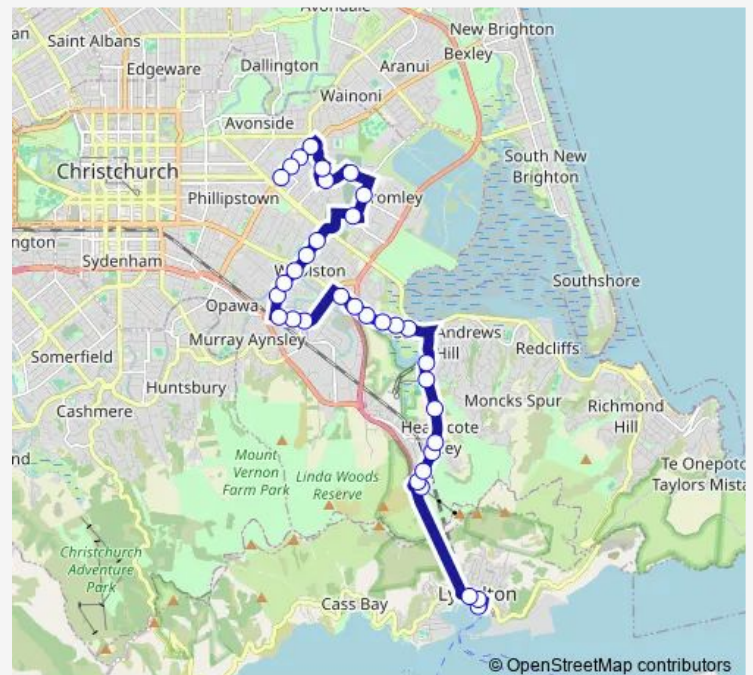 Avondale
New Brighton
Saint Albans
Bexley
Edgeware
Dallington
Aranui
Wainoni
Avonside
Christchurch
South New
Brighton
Phillipstown
romley
ngton
Sydenham
Southshore
Opawa
Andrews
Hill
Murray Aynsley
Redcliffs
Somerfield
Huntsbury
Moncks Spur
Richmond
Hill
Cashmere
Mount
Vernon
Farm Park
Linda Woods
Reserve
Te Onepoto
Taylors Mista
Christchurch
Adventure
Park
Cass Bay
© OpenStreetMap contributors